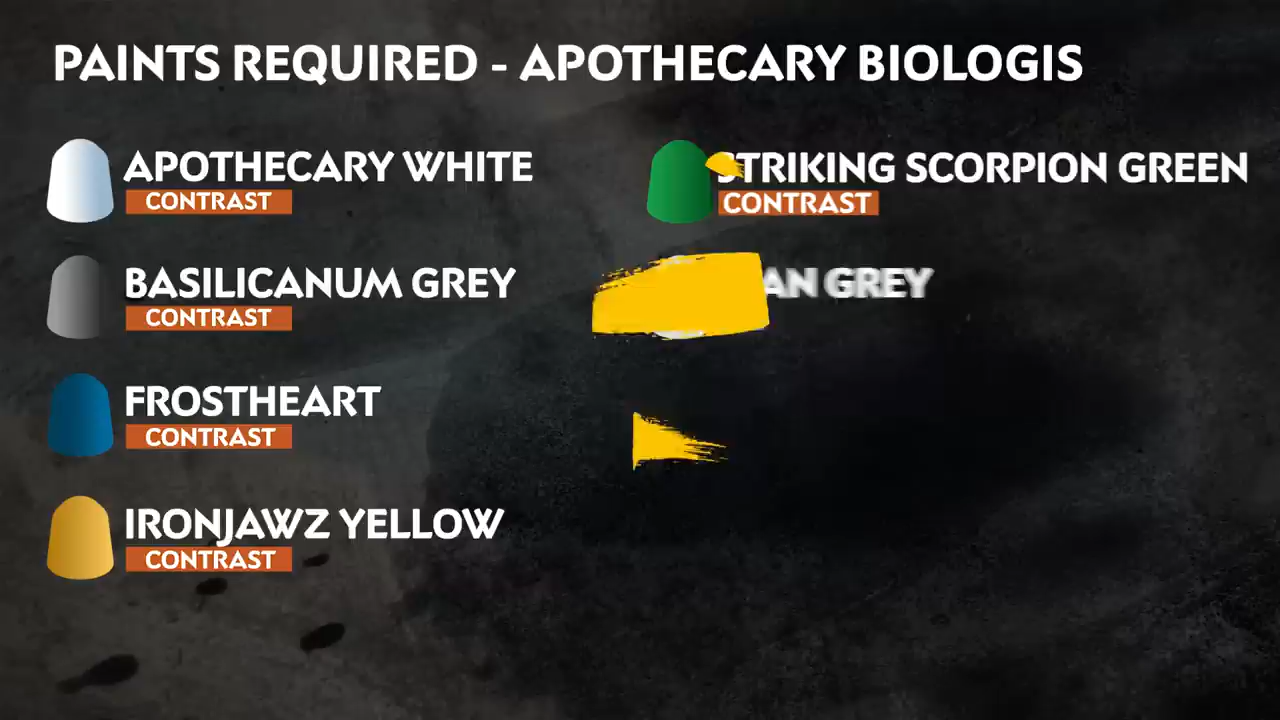 PAINTS REQUIRED - APOTHECARY BIOLOGIS
APOTHECARY WHITE
CONTRAST
BASILICANUM GREY
CONTRAST
FROSTHEART
CONTRAST
IRONJAWZ YELLOW
CONTRAST
STRIKING SCORPION GREEN
CONTRAST
GREY